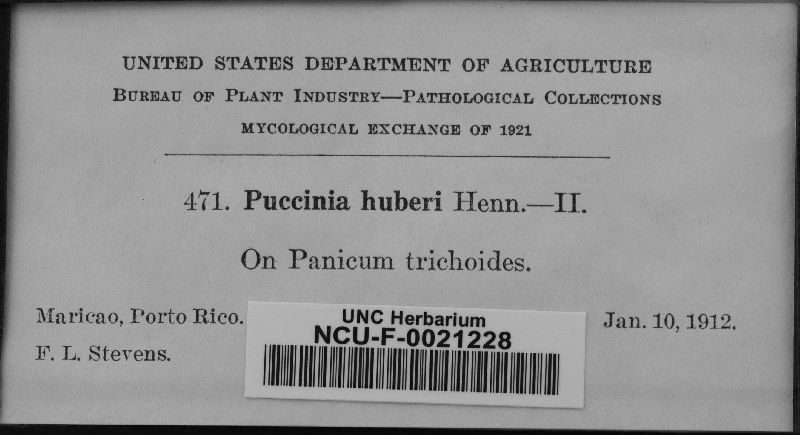 UNITED STATES DEPARTMENT OF AGRICULTURE
BUREAU OF PLANT INDUSTRY—PATHOLOGICAL COLLECTIONS
MYCOLOGICAL EXCHANGE OF 1921
471. Puccinia huberi Henn.—II.
On Panicum trichoides.
Maricao, Porto Rico.
Jan. 10, 1912.
F. L. Stevens.
UNC Herbarium
NCU-F-0021228